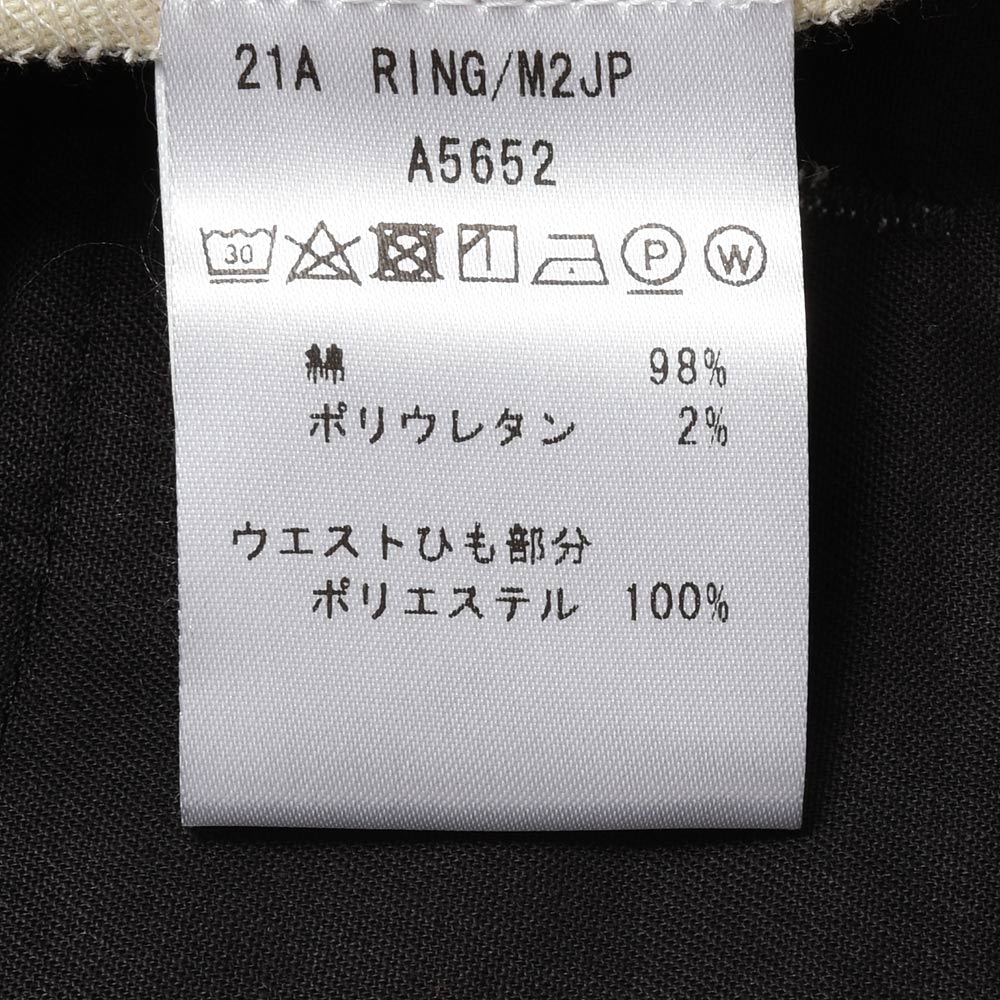 21A RING/M2JP
A5652
30 P W
綿 98%
ポリウレタン 2%
ウエストひも部分
ポリエステル 100%